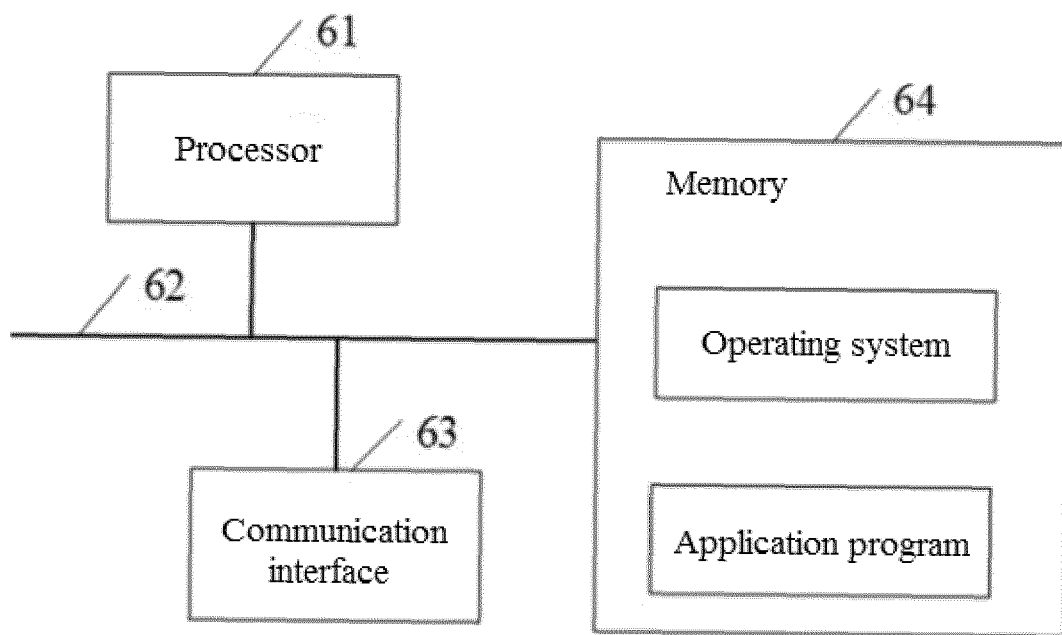 61
Processor
64
Memory
62
Operating system
63
Communication
interface
Application program